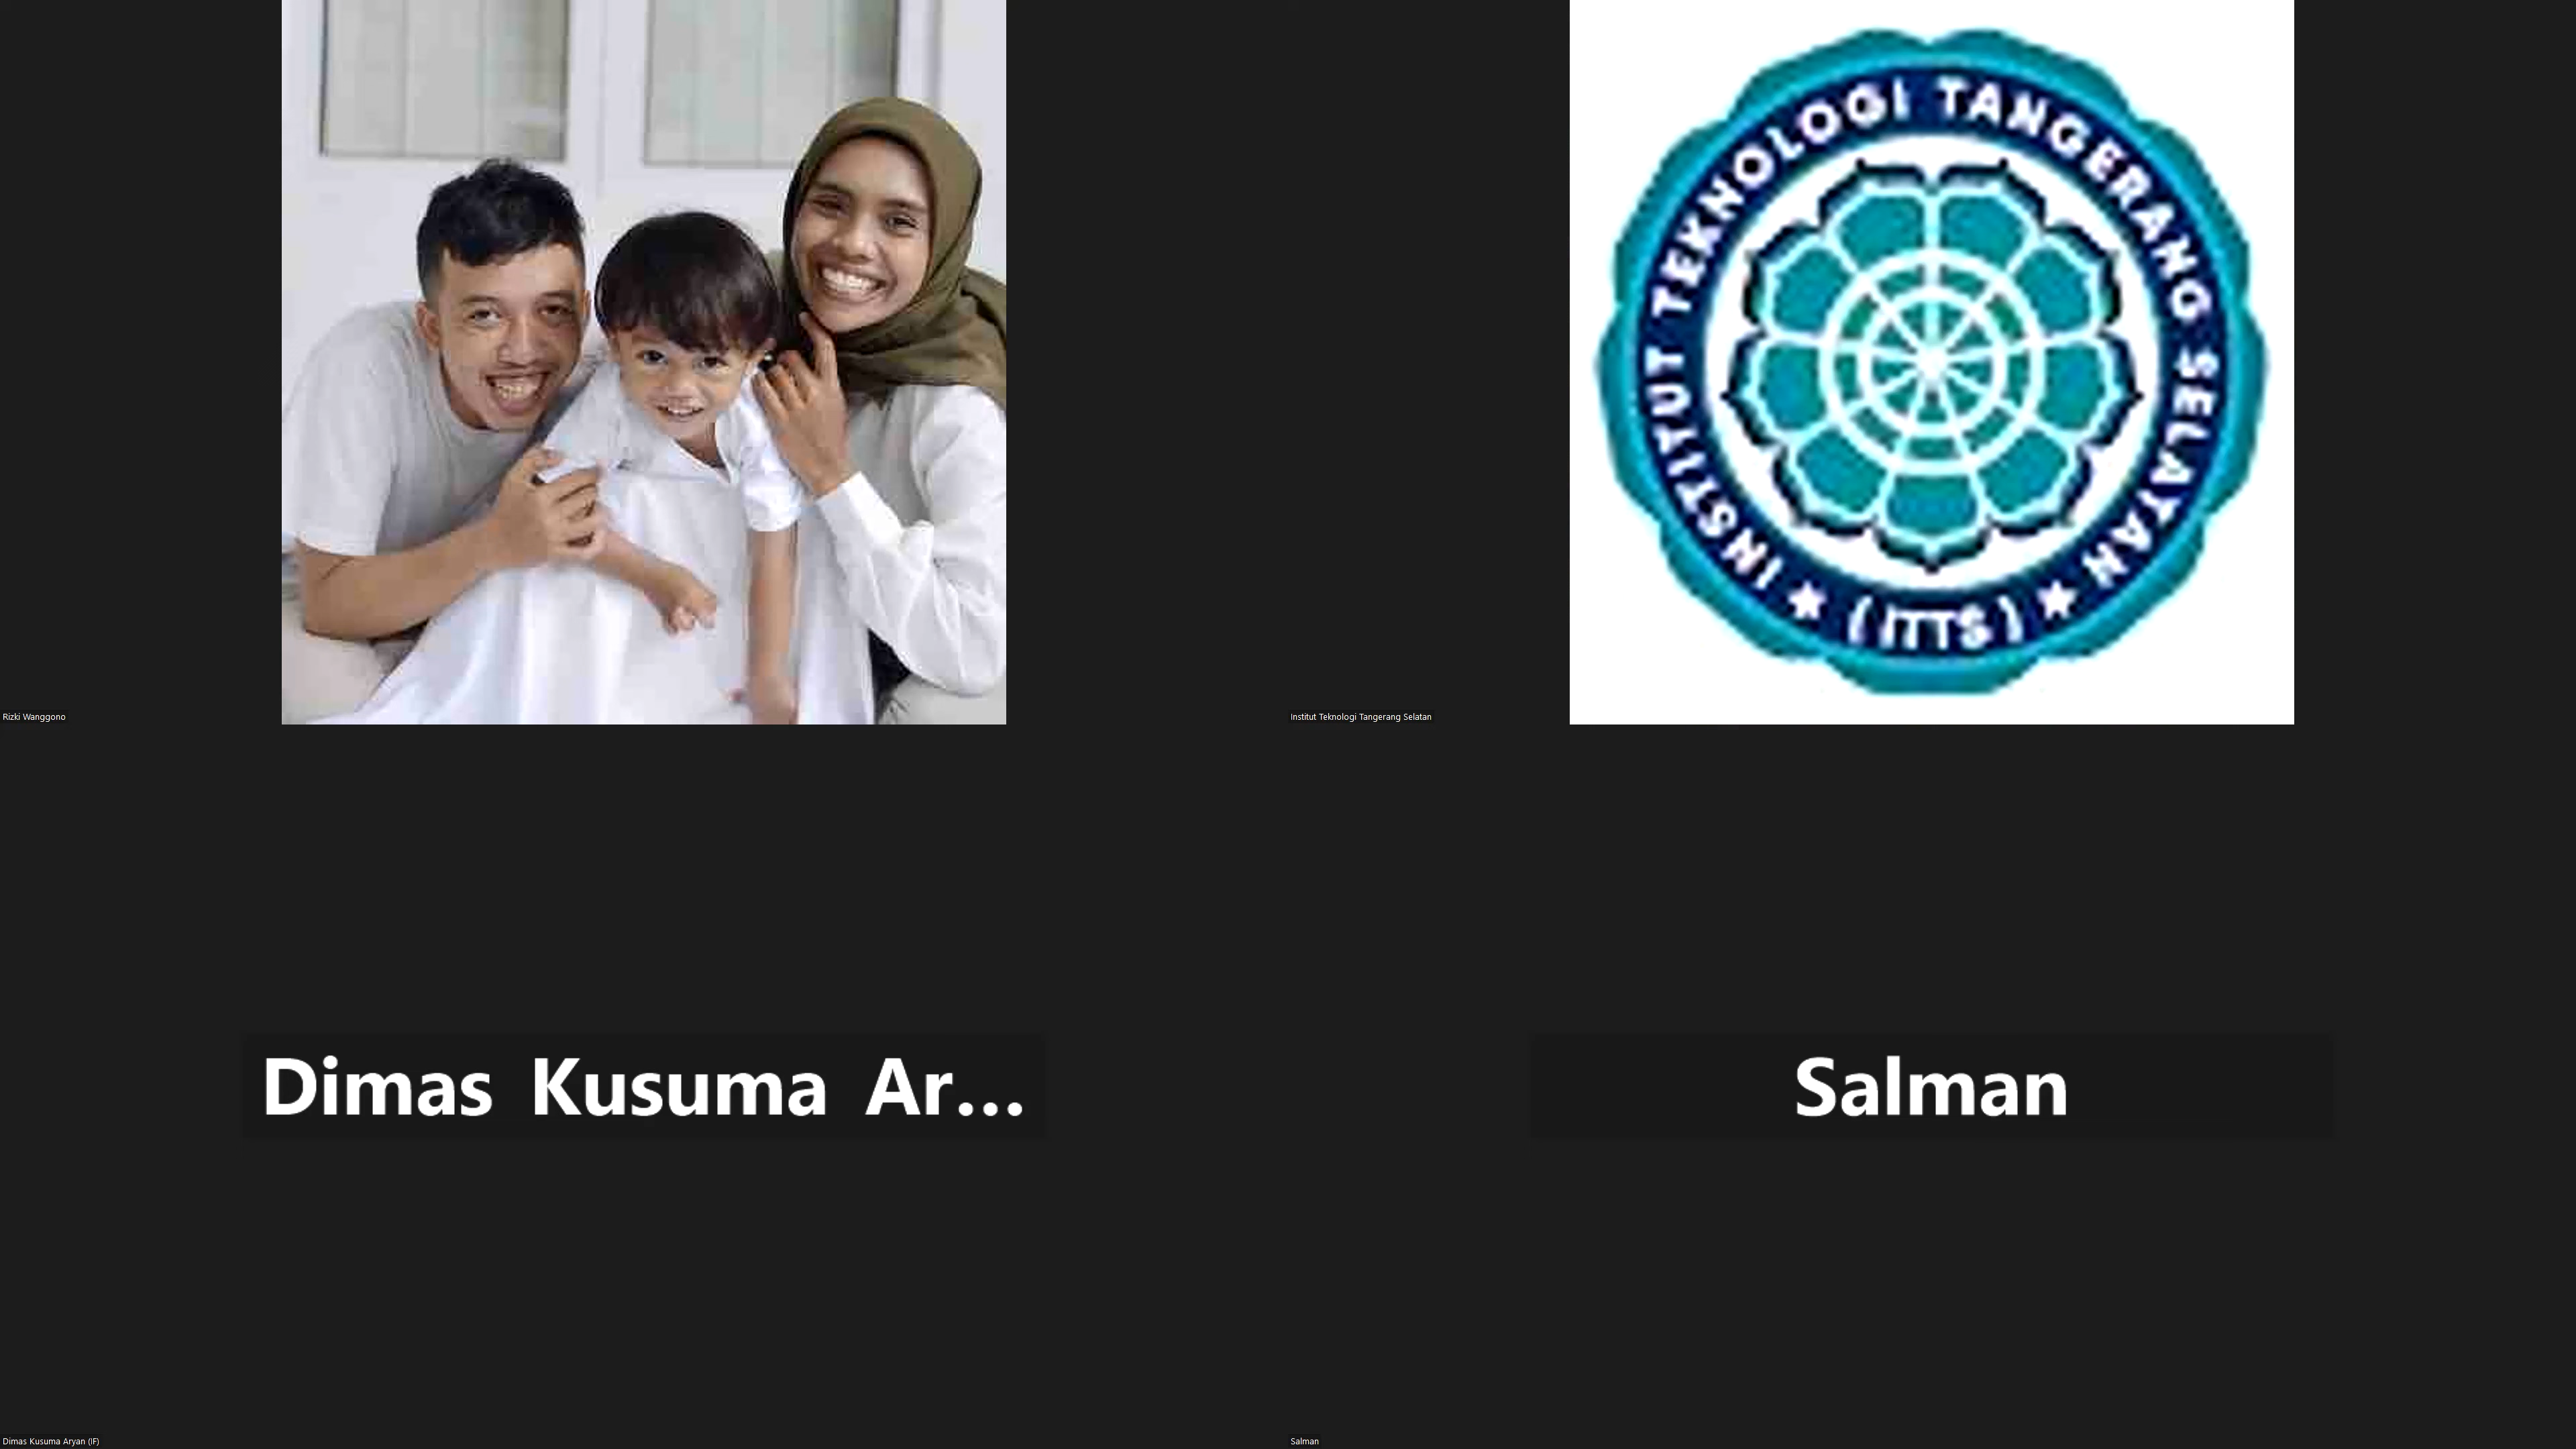 Rizki Wanggono
INSTITUT TEKNOLOGI TANGERANG SELATAN
(ITTS)
Institut Teknologi Tangerang Selatan
Dimas Kusuma Ar...
Salman
Dimas Kusuma Aryan (IF)
Salman